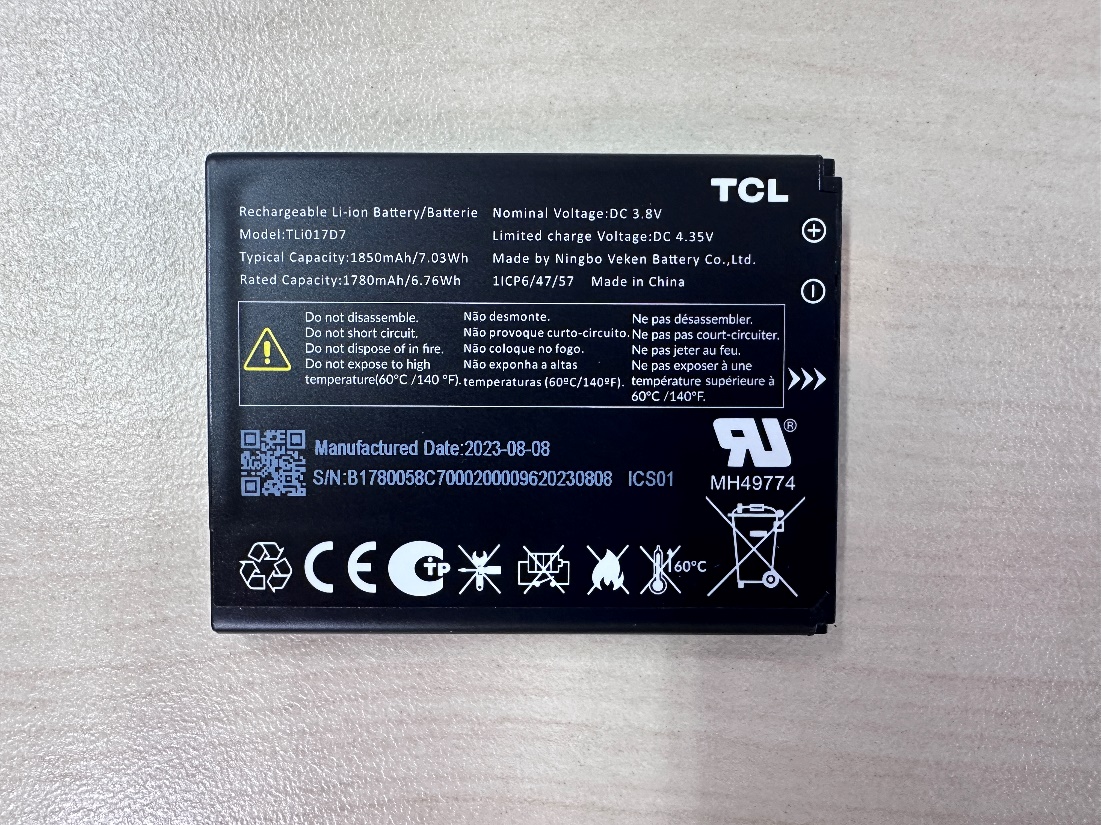 TCL
Rechargeable Li-ion Battery/Batterie
Model:TLi017D7
Typical Capacity:1850mAh/7.03Wh
Rated Capacity:1780mAh/6.76Wh
Nominal Voltage:DC 3.8V
Limited charge Voltage:DC 4.35V
Made by Ningbo Veken Battery Co.,Ltd.
1ICP6/47/57 Made in China
Do not disassemble.
Do not short circuit.
Do not dispose of in fire.
Do not expose to high
temperature(60°C /140 °F).
Não desmonte.
Não provoque curto-circuito.
Não coloque no fogo.
Não exponha a altas
temperaturas (60ºC/140ºF).
Ne pas désassembler.
Ne pas pas court-circuiter.
Ne pas jeter au feu.
Ne pas exposer à une
température supérieure à
60°C /140°F.
Manufactured Date:2023-08-08
S/N:B1780058C7000200009620230808 ICS01
MH49774
60°C